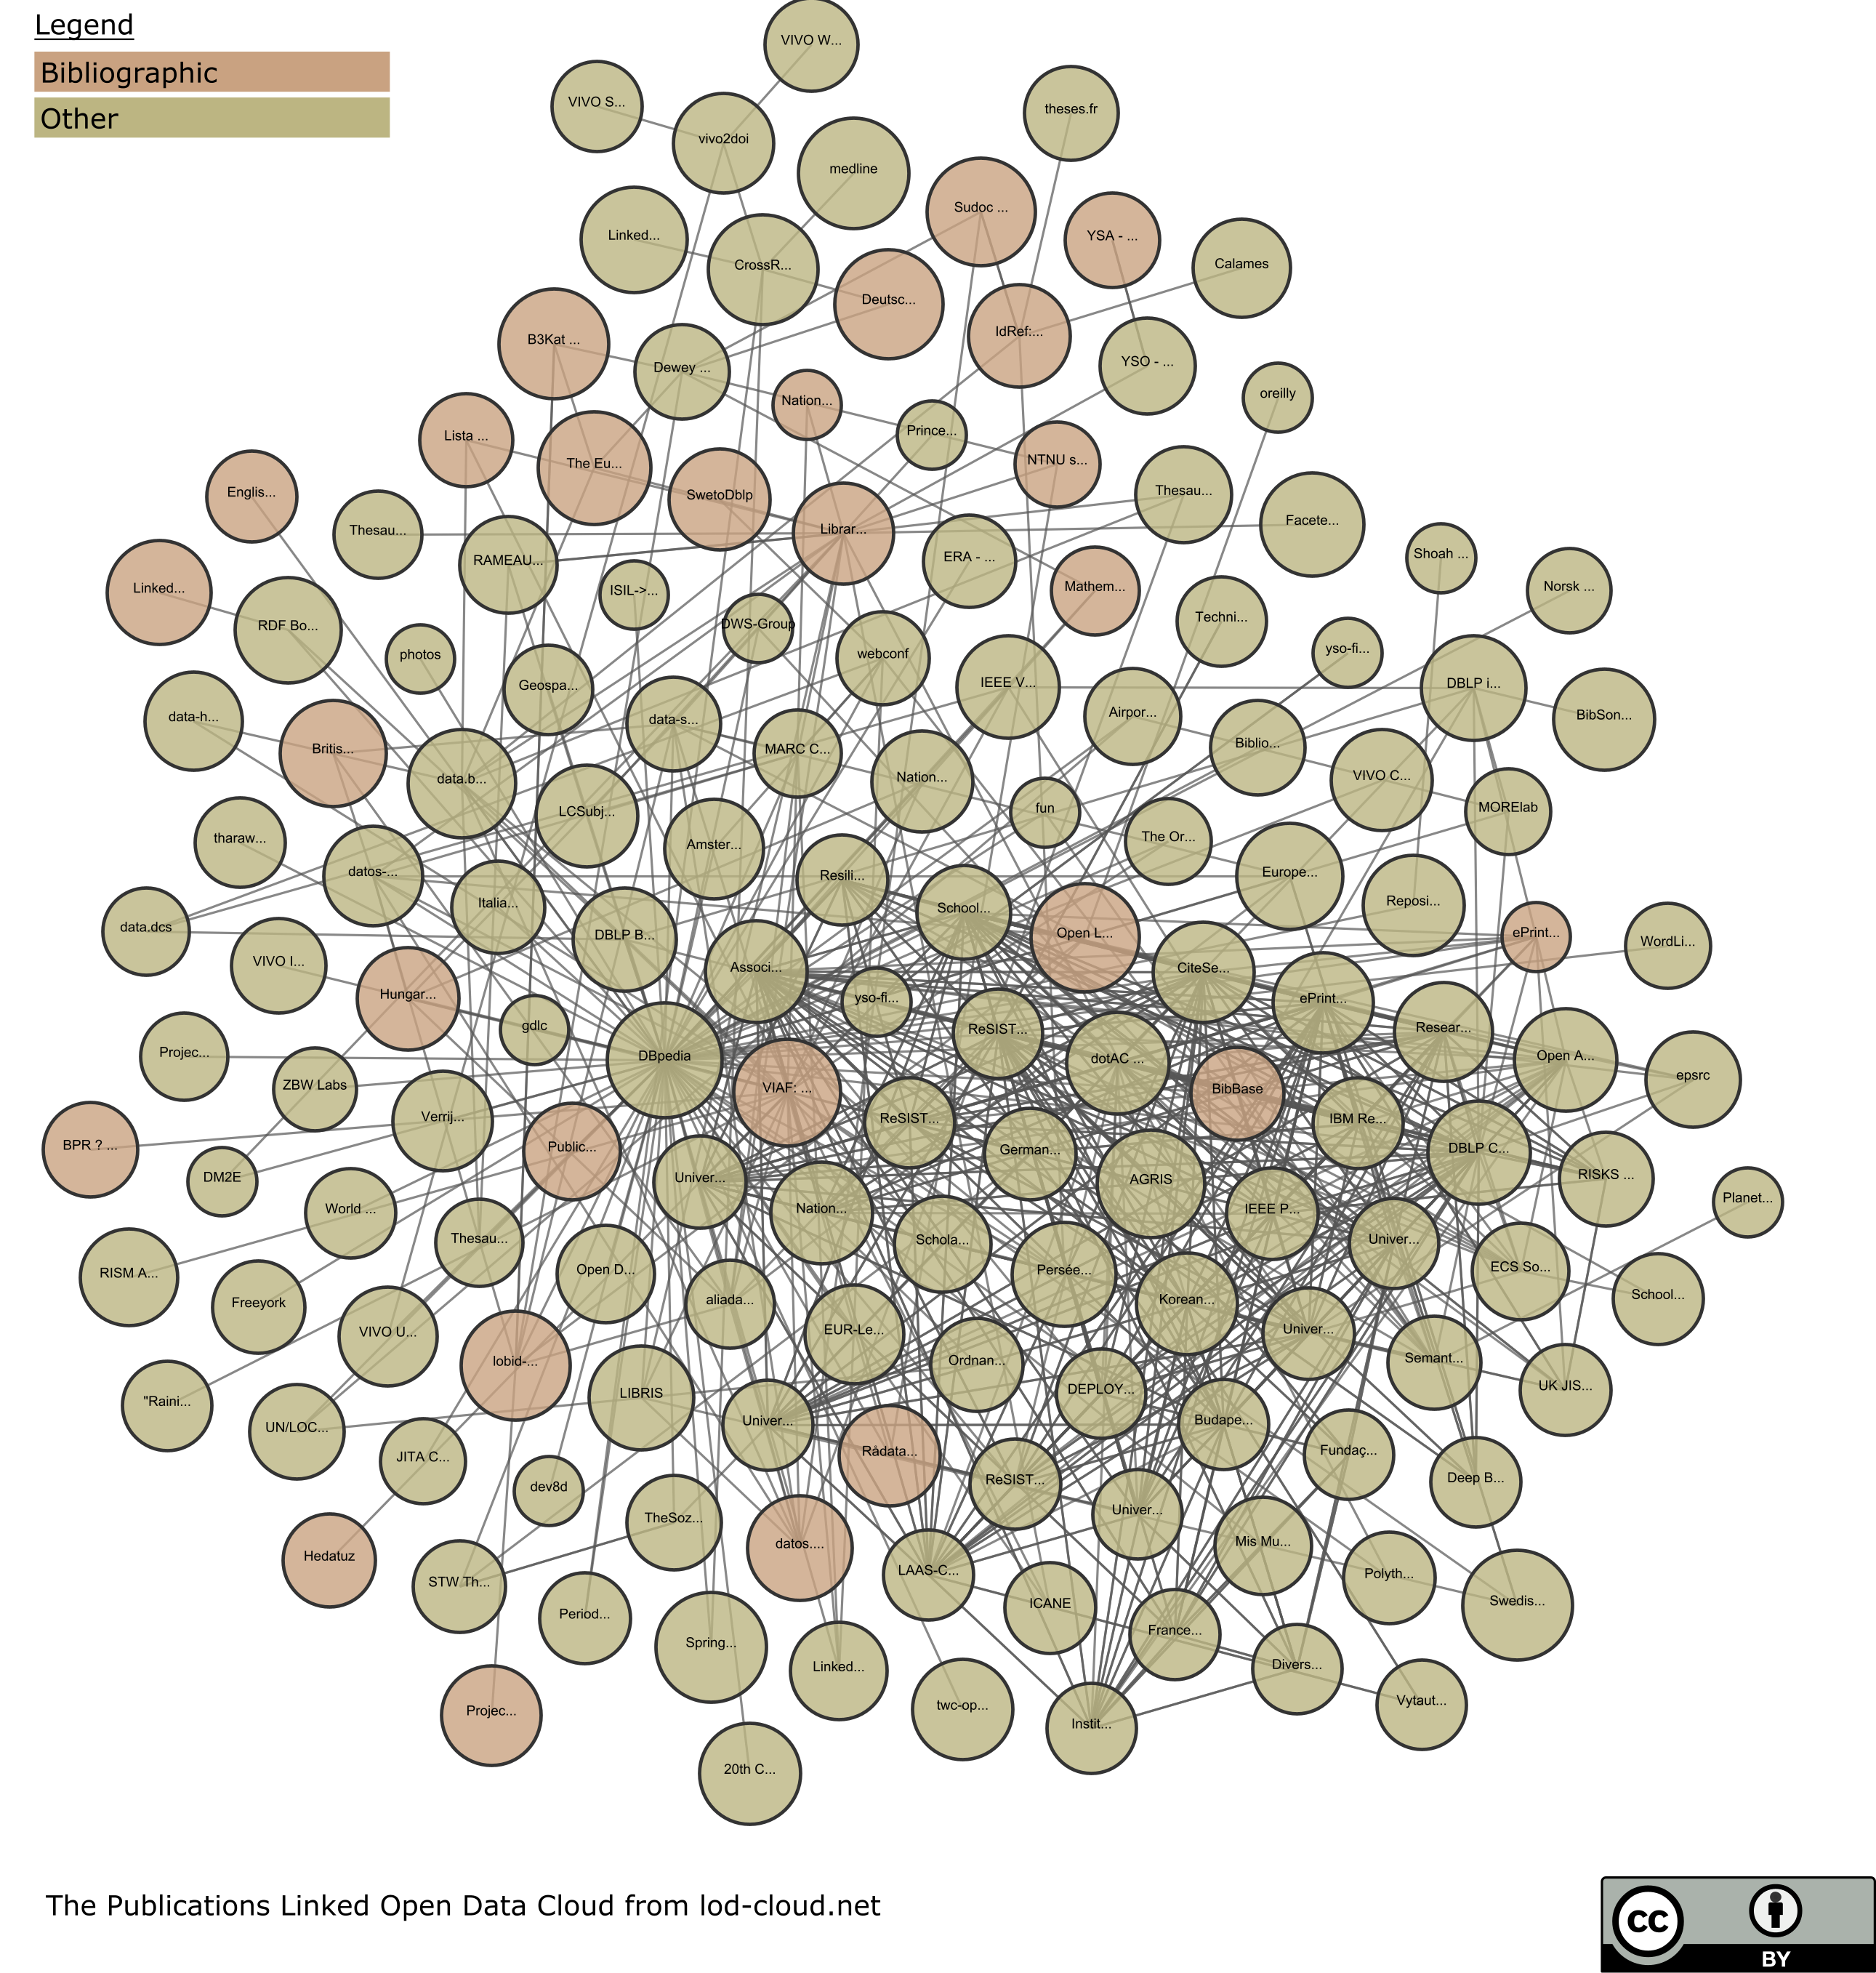 Legend
Bibliographic
Other
VIVO W...
VIVO S...
theses.fr
vivo2doi
medline
Sudoc ...
Linked...
YSA - ...
CrossR...
Calames
Deutsc...
IdRef:...
B3Kat ...
Dewey ...
YSO - ...
oreilly
Nation...
Prince...
Lista ...
The Eu...
NTNU s...
Englis...
SwetoDblp
Thesau...
Facete...
Thesau...
Librar...
RAMEAU...
ERA - ...
Shoah ...
Linked...
ISIL->...
Mathem...
Norsk ...
RDF Bo...
DWS-Group
Techni...
photos
webconf
yso-fi...
Geospa...
IEEE V...
DBLP i...
data-h...
data-s...
Airpor...
BibSon...
Britis...
data.b...
MARC C...
Biblio...
Nation...
VIVO C...
LCSubj...
fun
MORElab
tharaw...
Amster...
The Or...
datos-...
Resili...
Europe...
Italia...
School...
Reposi...
data.dcs
DBLP B...
Open L...
ePrint...
WordLi...
VIVO I...
Associ...
CiteSe...
Hungar...
yso-fi...
ePrint...
gdlc
ReSIST...
Resear...
Projec...
DBpedia
dotAC ...
Open A...
ZBW Labs
VIAF: ...
BibBase
epsrc
Verrij...
ReSIST...
IBM Re...
BPR ? ...
Public...
German...
DBLP C...
DM2E
Univer...
AGRIS
RISKS ...
World ...
Nation...
IEEE P...
Planet...
Thesau...
Schola...
Univer...
RISM A...
Open D...
Persée...
ECS So...
Freeyork
aliada...
Korean...
School...
VIVO U...
EUR-Le...
Univer...
lobid-...
Ordnan...
Semant...
"Raini...
LIBRIS
DEPLOY...
UK JIS...
UN/LOC...
Univer...
Budape...
JITA C...
Rådata...
Fundaç...
dev8d
ReSIST...
Deep B...
TheSoz...
Univer...
Hedatuz
datos....
Mis Mu...
STW Th...
LAAS-C...
Polyth...
Period...
ICANE
Swedis...
Spring...
France...
Linked...
Divers...
Projec...
twc-op...
Vytaut...
Instit...
20th C...
The Publications Linked Open Data Cloud from lod-cloud.net
cc
BY